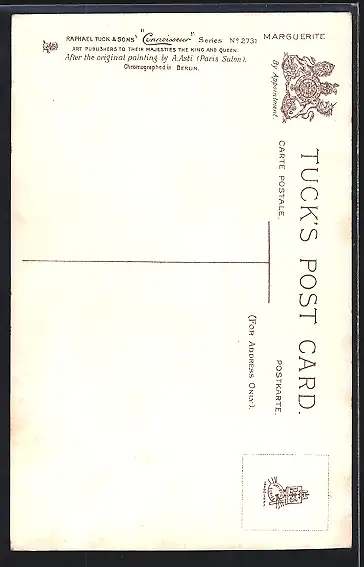 RAPHAEL TUCK & SONS' "Connoisseur" Series Nº 2731 MARGUERITE
ART PUBLISHERS TO THEIR MAJESTIES THE KING AND QUEEN.
After the original painting by A. Asti (Paris Salon).
Chromographed in BERLIN.
By Appointment.
TUCK'S POST CARD.
CARTE POSTALE.
POSTKARTE.
(FOR ADDRESS ONLY).